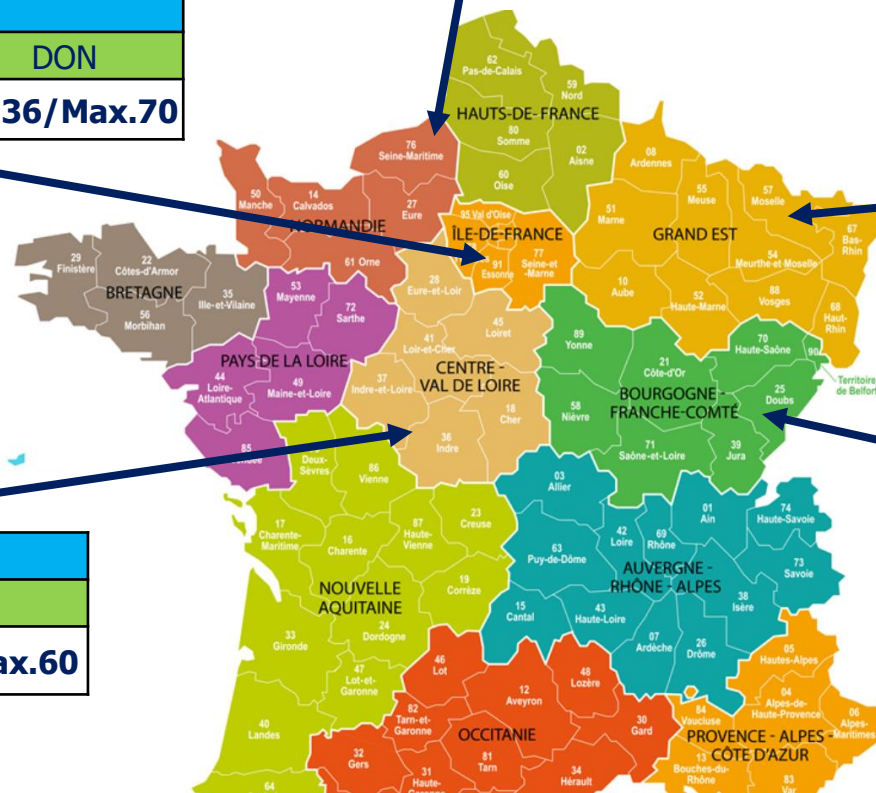 DON
36/Max.70
62
Pas-de-Calais
59
Nord
HAUTS-DE-FRANCE
80
Somme
02
Aisne
60
Oise
76
Seine-Maritime
50
Manche
14
Calvados
27
Eure
NORMANDIE
61 Orne
95 Val d'Oise
ÎLE-DE-FRANCE
91
Essonne
77
Seine-et
-Marne
08
Ardennes
51
Marne
55
Meuse
57
Moselle
67
Bas-
Rhin
GRAND EST
54
Meurthe-et Moselle
10
Aube
52
Haute-Marne
88
Vosges
68
Haut-
Rhin
29
Finistère
22
Côtes-d'Armor
BRETAGNE
35
Ille-et-Vilaine
56
Morbihan
53
Mayenne
72
Sarthe
PAYS DE LA LOIRE
44
Loire-
Atlantique
49
Maine-et-Loire
85
28
Eure-et-Loir
45
Loiret
41
Loir-et-Cher
CENTRE -
VAL DE LOIRE
37
Indre-et-Loire
18
Cher
36
Indre
89
Yonne
21
Côte-d'Or
70
Haute-Saône
90
Territoire
de Belfort
BOURGOGNE -
FRANCHE-COMTÉ
25
Doubs
58
Nièvre
71
Saône-et-Loire
39
Jura
Deux-
Sèvres
86
Vienne
17
Charente-
Maritime
16
Charente
87
Haute-
Vienne
23
Creuse
NOUVELLE
AQUITAINE
19
Corrèze
24
Dordogne
33
Gironde
47
Lot-et-
Garonne
40
Landes
64
03
Allier
63
Puy-de-Dôme
42
Loire
69
Rhône
01
Ain
74
Haute-Savoie
73
Savoie
AUVERGNE -
RHÔNE - ALPES
38
Isère
15
Cantal
43
Haute-Loire
07
Ardèche
26
Drôme
46
Lot
12
Aveyron
48
Lozère
82
Tarn-et-
Garonne
OCCITANIE
30
Gard
32
Gers
81
Tarn
31
Haute-
34
Hérault
05
Hautes-Alpes
04
Alpes-de-
Haute-Provence
06
Alpes-
Maritimes
84
Vaucluse
PROVENCE - ALPES -
CÔTE D'AZUR
13
Bouches-du-
Rhône
83
Var
ax.60